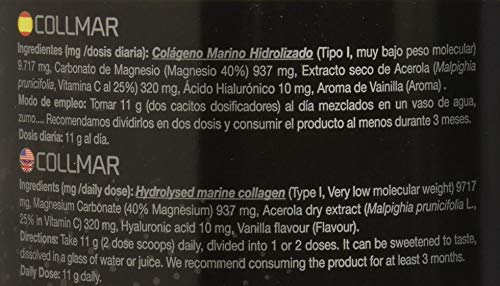 COLLMAR
Ingredientes (mg /dosis diaria): Colágeno Marino Hidrolizado (Tipo I, muy bajo peso molecular)
9.717 mg, Carbonato de Magnesio (Magnesio 40%) 937 mg, Extracto seco de Acerola (Malpighia
prunicifolia, Vitamina C al 25%) 320 mg, Ácido Hialurónico 10 mg, Aroma de Vainilla (Aroma) .
Modo de empleo: Tomar 11 g (dos cacitos dosificadores) al día mezclados en un vaso de agua,
zumo.... Recomendamos dividirlos en dos dosis y consumir el producto al menos durante 3 meses.
Dosis diaria: 11 g al día.
COLLMAR
Ingredients (mg /daily dose): Hydrolysed marine collagen (Type I, Very low molecular weight) 9717
mg, Magnesium Carbonate (40% Magnesium) 937 mg, Acerola dry extract (Malpighia prunicifolia L.,
25% in Vitamin C) 320 mg, Hyaluronic acid 10 mg, Vanilla flavour (Flavour).
Directions: Take 11 g (2 dose scoops) daily, divided into 1 or 2 doses. It can be sweetened to taste,
dissolved in a glass of water or juice. We recommend consuming the product for at least 3 months.
Daily Dose: 11 g daily.